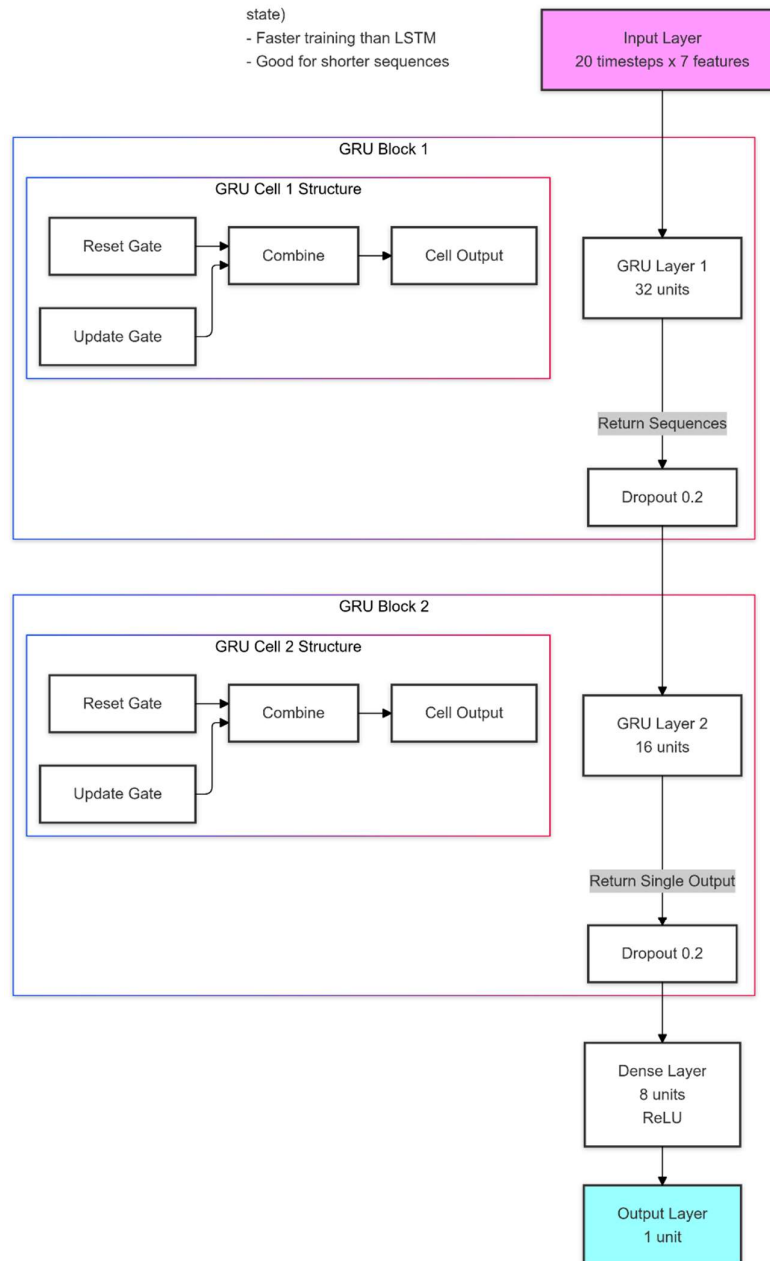 state)
- Faster training than LSTM
- Good for shorter sequences
Input Layer
20 timesteps x 7 features
GRU Block 1
GRU Cell 1 Structure
Reset Gate
Combine
Cell Output
Update Gate
GRU Layer 1
32 units
Return Sequences
Dropout 0.2
GRU Block 2
GRU Cell 2 Structure
Reset Gate
Combine
Cell Output
Update Gate
GRU Layer 2
16 units
Return Single Output
Dropout 0.2
Dense Layer
8 units
ReLU
Output Layer
1 unit